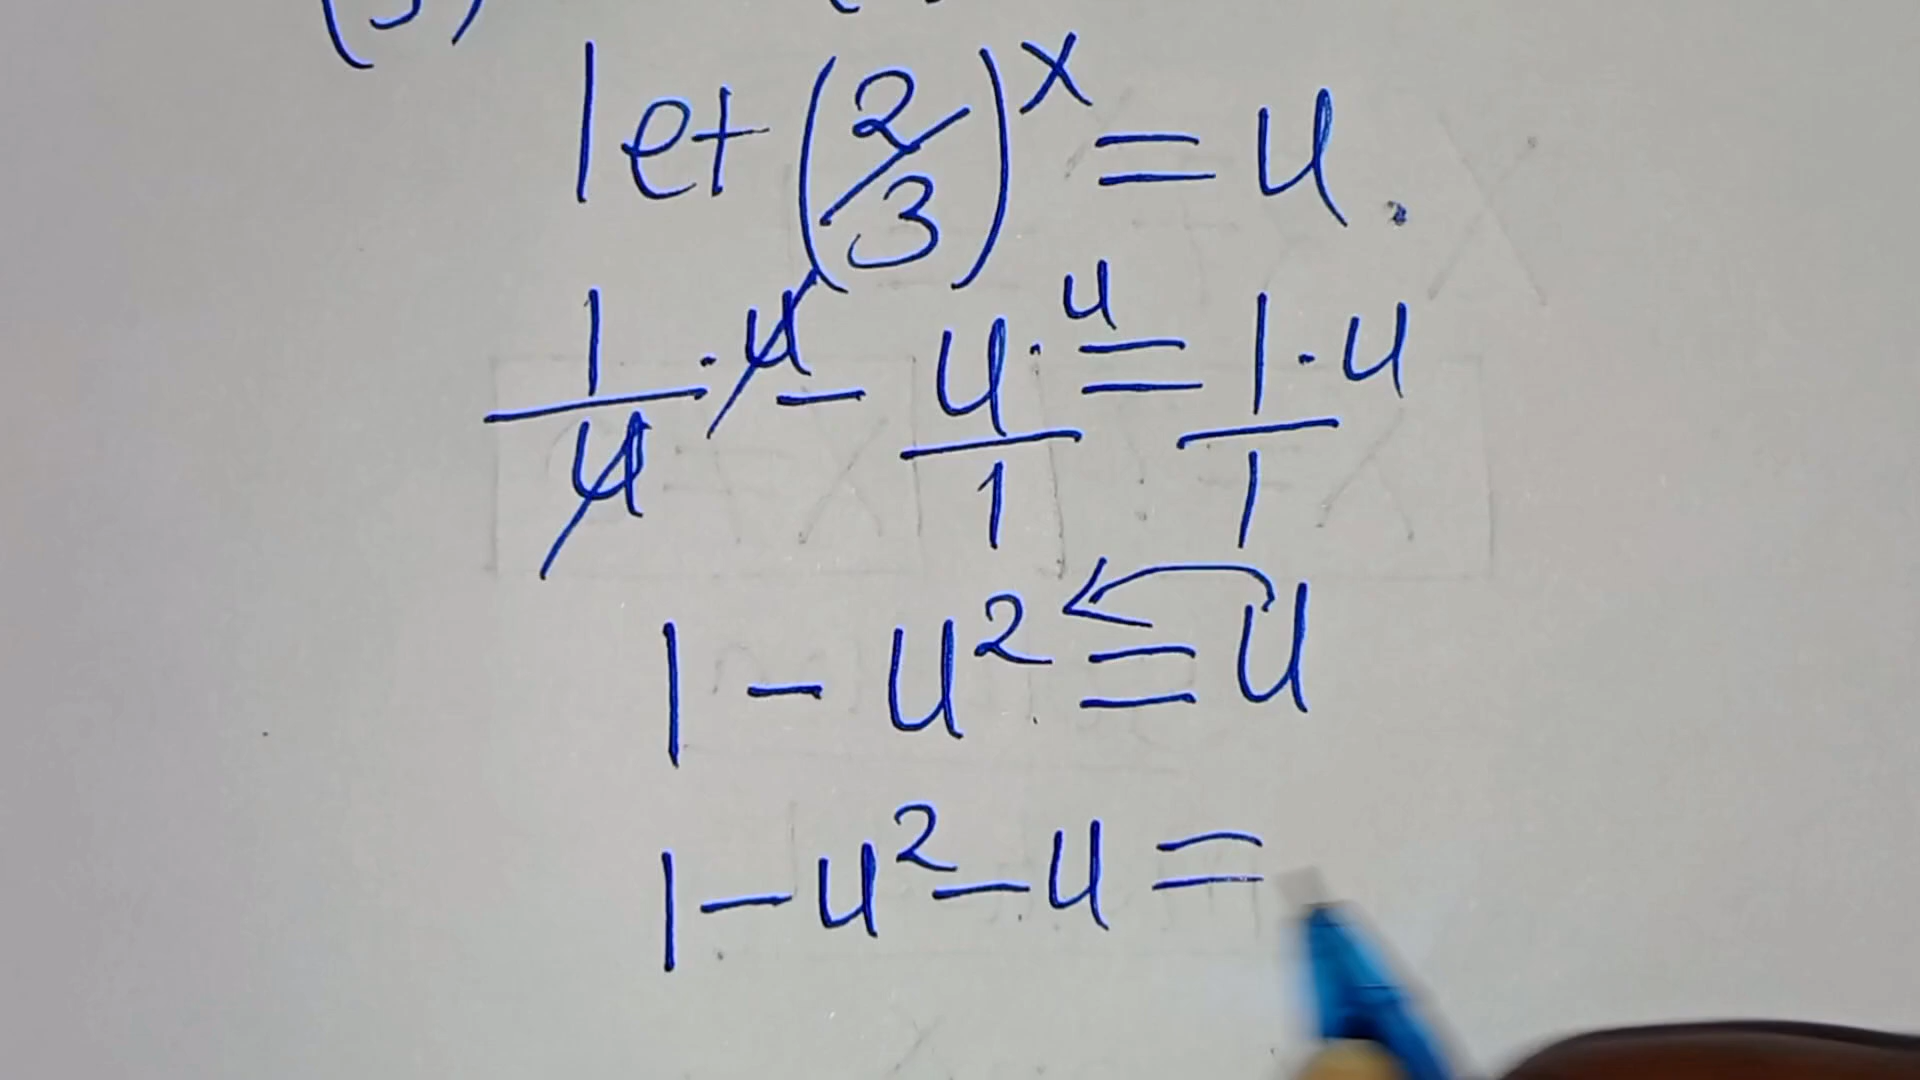 let (2/3)^x = u.
1/u · u - u/1 · u = 1/1 · u
1 - u² = u
1 - u² - u =